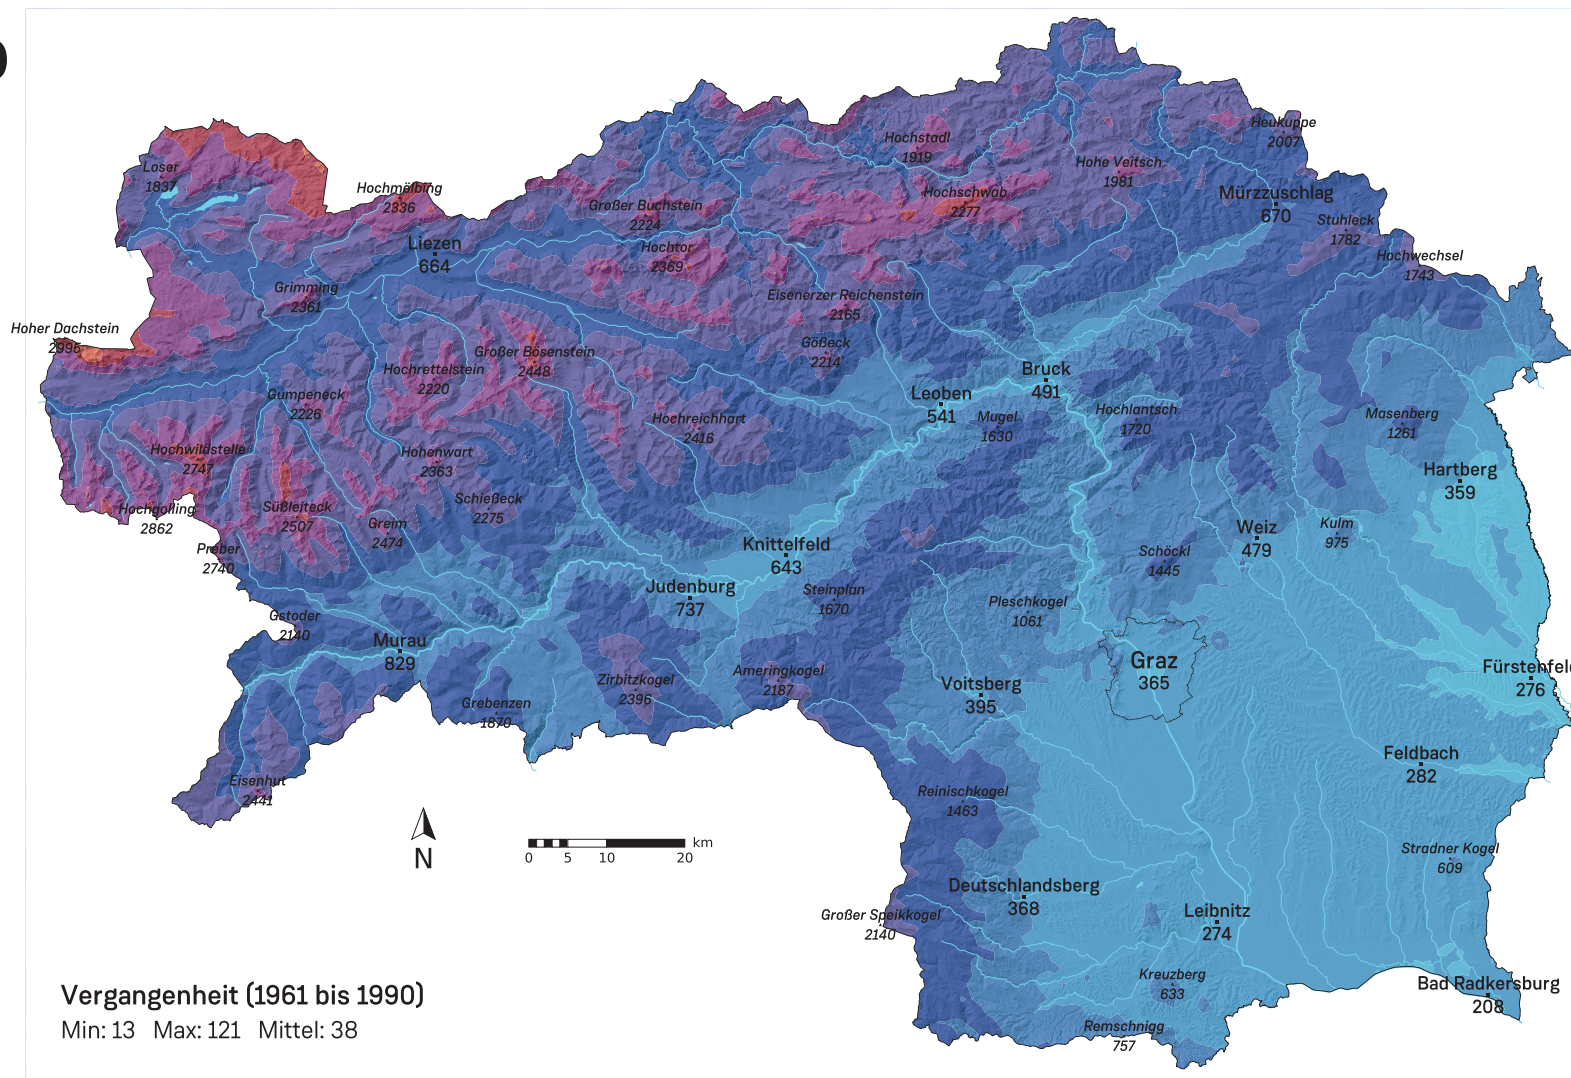 Heukuppe
2007
Hochstadl
1919
Loser
1837
Hohe Veitsch
1981
Hochmölbing
2336
Hochschwab
2277
Mürzzuschlag
670
Großer Buchstein
2224
Stuhleck
1782
Liezen
664
Hochtor
2369
Hochwechsel
1743
Grimming
2361
Eisenerzer Reichenstein
2165
Hoher Dachstein
2995
Gößeck
2214
Großer Bösenstein
2448
Hochrettelstein
2220
Bruck
491
Gumpeneck
2226
Leoben
541
Mugel
1630
Hochlantsch
1720
Masenberg
1261
Hochreichhart
2416
Hochwildstelle
2747
Hohenwart
2363
Hartberg
359
Schießeck
2275
Hochgolling
2862
Süßleiteck
2507
Greim
2474
Weiz
479
Kulm
975
Preber
2740
Knittelfeld
643
Schöckl
1445
Judenburg
737
Steinplan
1670
Pleschkogel
1061
Gstoder
2140
Murau
829
Graz
365
Fürstenfel
276
Zirbitzkogel
2396
Ameringkogel
2187
Voitsberg
395
Grebenzen
1870
Feldbach
282
Eisenhut
2441
Reinischkogel
1463
N
km
0 5 10 20
Stradner Kogel
609
Deutschlandsberg
368
Großer Speikkogel
2140
Leibnitz
274
Kreuzberg
633
Bad Radkersburg
208
Remschnigg
757
Vergangenheit (1961 bis 1990)
Min: 13 Max: 121 Mittel: 38